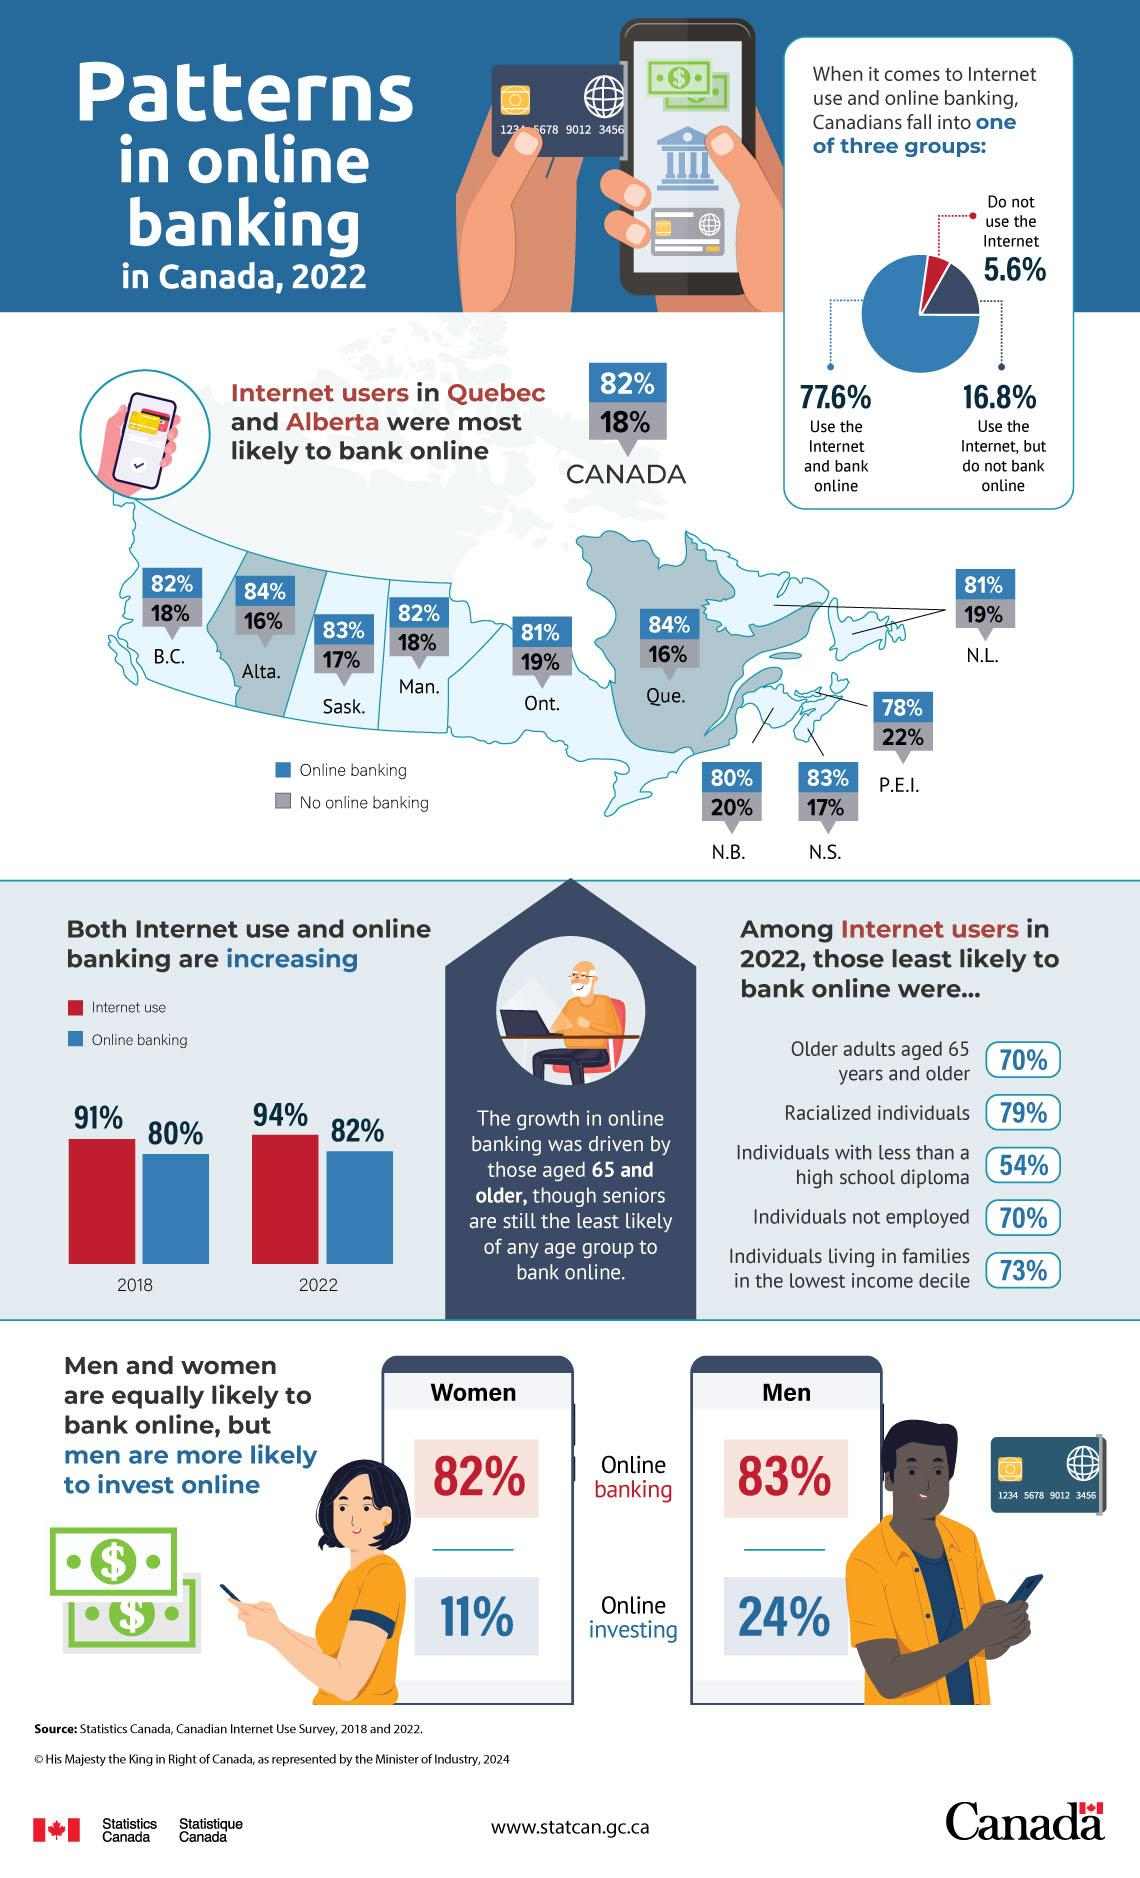 Patterns
in online
banking
in Canada, 2022
1234 5678 9012 3456
When it comes to Internet
use and online banking,
Canadians fall into one
of three groups:
Do not
use the
Internet
5.6%
77.6%
Use the
Internet
and bank
online
16.8%
Use the
Internet, but
do not bank
online
Internet users in Quebec
and Alberta were most
likely to bank online
82%
18%
CANADA
82%
18%
B.C.
84%
16%
Alta.
83%
17%
Sask.
82%
18%
Man.
81%
19%
Ont.
84%
16%
Que.
81%
19%
N.L.
78%
22%
P.E.I.
80%
20%
N.B.
83%
17%
N.S.
Online banking
No online banking
Both Internet use and online
banking are increasing
Internet use
Online banking
91%
80%
94%
82%
2018
2022
The growth in online
banking was driven by
those aged 65 and
older, though seniors
are still the least likely
of any age group to
bank online.
Among Internet users in
2022, those least likely to
bank online were...
Older adults aged 65
years and older
70%
Racialized individuals
79%
Individuals with less than a
high school diploma
54%
Individuals not employed
70%
Individuals living in families
in the lowest income decile
73%
Men and women
are equally likely to
bank online, but
men are more likely
to invest online
Women
82%
11%
Online
banking
Online
investing
Men
83%
24%
1234 5678 9012 3456
Source: Statistics Canada, Canadian Internet Use Survey, 2018 and 2022.
© His Majesty the King in Right of Canada, as represented by the Minister of Industry, 2024
Statistics
Canada
Statistique
Canada
www.statcan.gc.ca
Canada